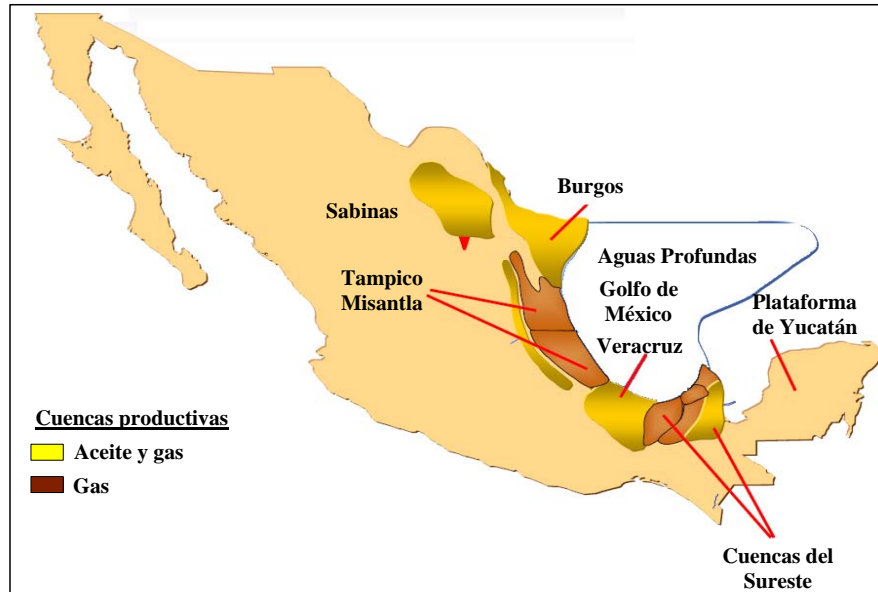 Burgos
Sabinas
Aguas Profundas
Tampico
Misantla
Golfo de
México
Veracruz
Plataforma
de Yucatán
Cuencas productivas
Aceite y gas
Gas
Cuencas del
Sureste